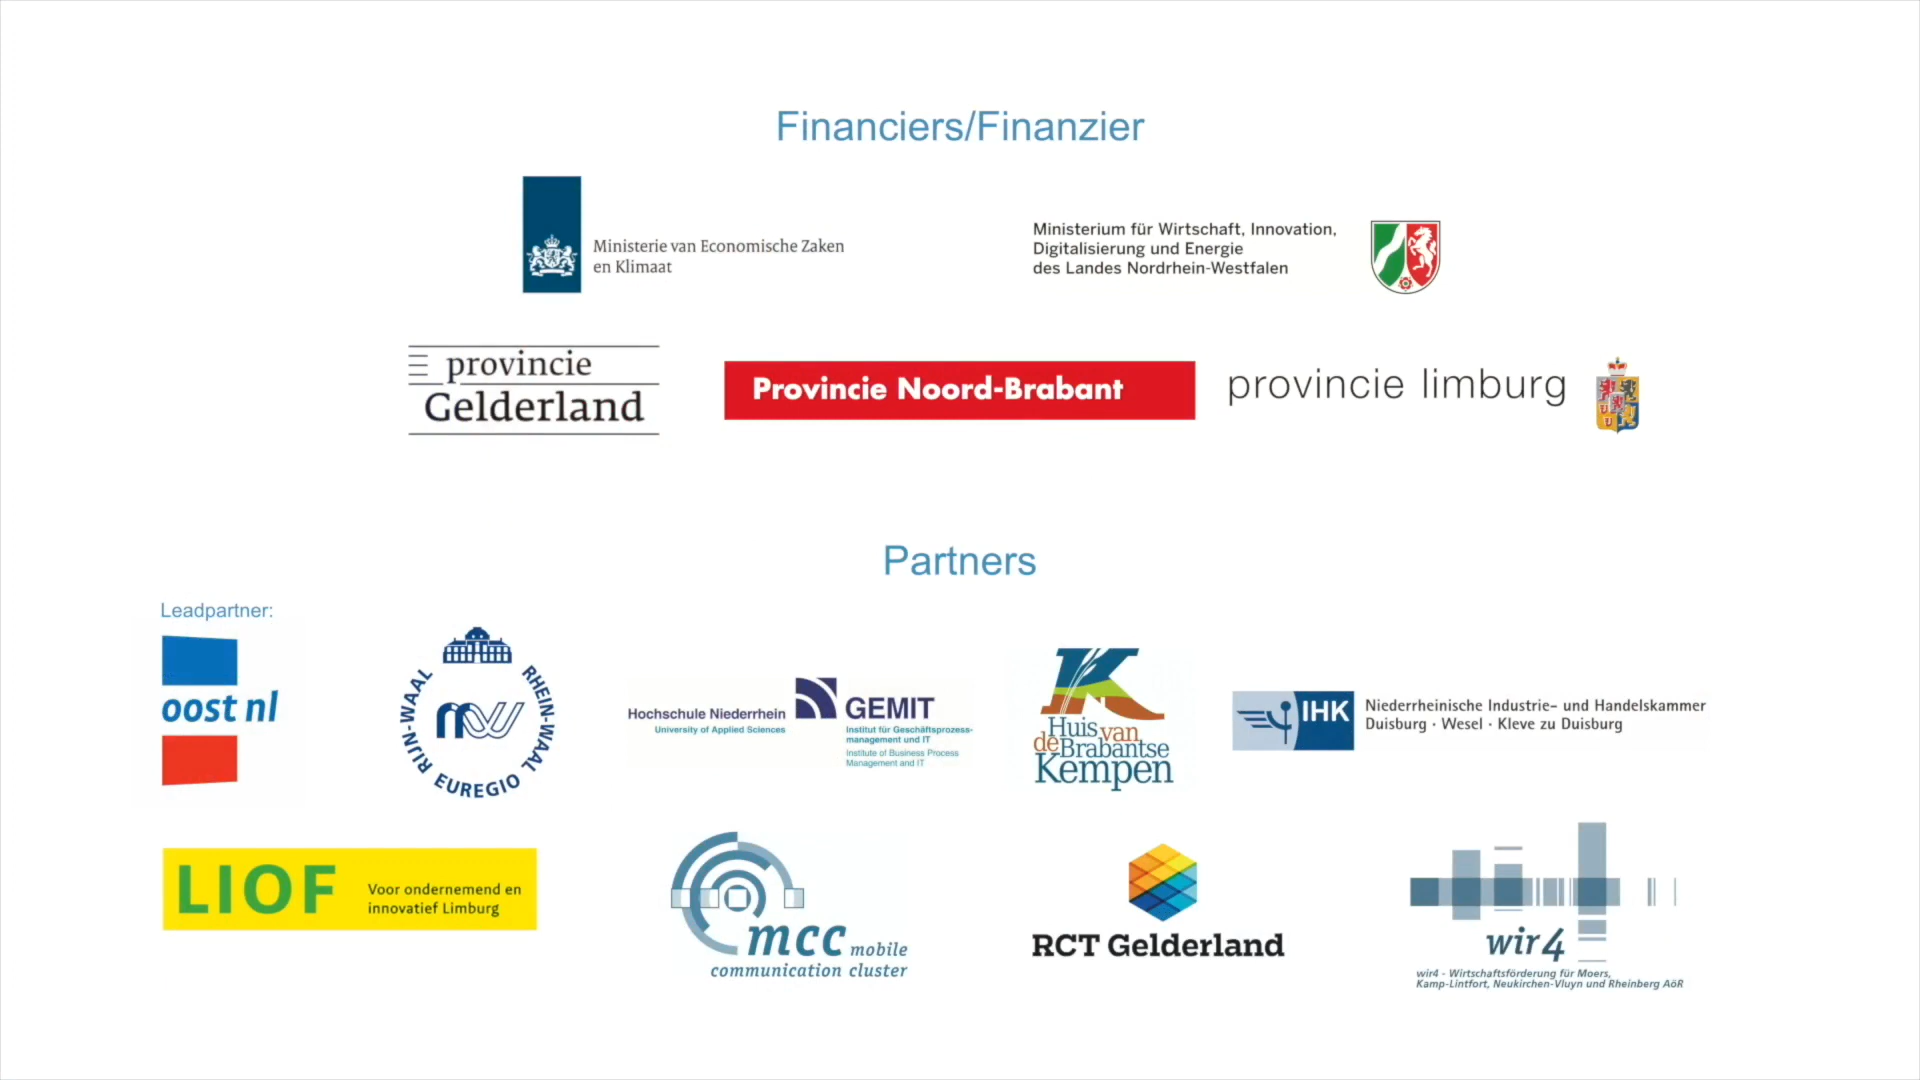 Financiers/Finanzier
Ministerie van Economische Zaken
en Klimaat
Ministerium für Wirtschaft, Innovation,
Digitalisierung und Energie
des Landes Nordrhein-Westfalen
provincie
Gelderland
Provincie Noord-Brabant
provincie limburg
Partners
Leadpartner:
oost nl
RIJN-WAAL
RHEIN-WAAL
EUREGIO
Hochschule Niederrhein
University of Applied Sciences
GEMIT
Institut für Geschäftsprozess-
management und IT
Institute of Business Process
Management and IT
K
Huis van
de Brabantse
Kempen
IHK
Niederrheinische Industrie- und Handelskammer
Duisburg · Wesel · Kleve zu Duisburg
LIOF
Voor ondernemend en
innovatief Limburg
mcc mobile
communication cluster
RCT Gelderland
wir4
wir4 - Wirtschaftsförderung für Moers,
Kamp-Lintfort, Neukirchen-Vluyn und Rheinberg AöR